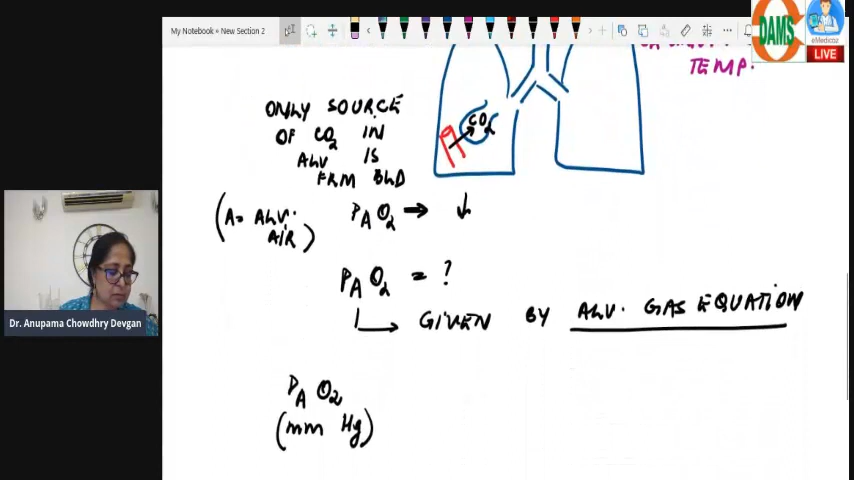 My Notebook » New Section 2
DAMS
eMedicoz
LIVE
TEMP.
ONLY SOURCE
OF CO2 IN
ALV IS
FRM BLD
CO2
(A= ALV.
AIR)
PAO2 → ↓
PAO2 = ?
→ GIVEN BY ALV. GAS EQUATION
PAO2
(mm Hg)
Dr. Anupama Chowdhry Devgan